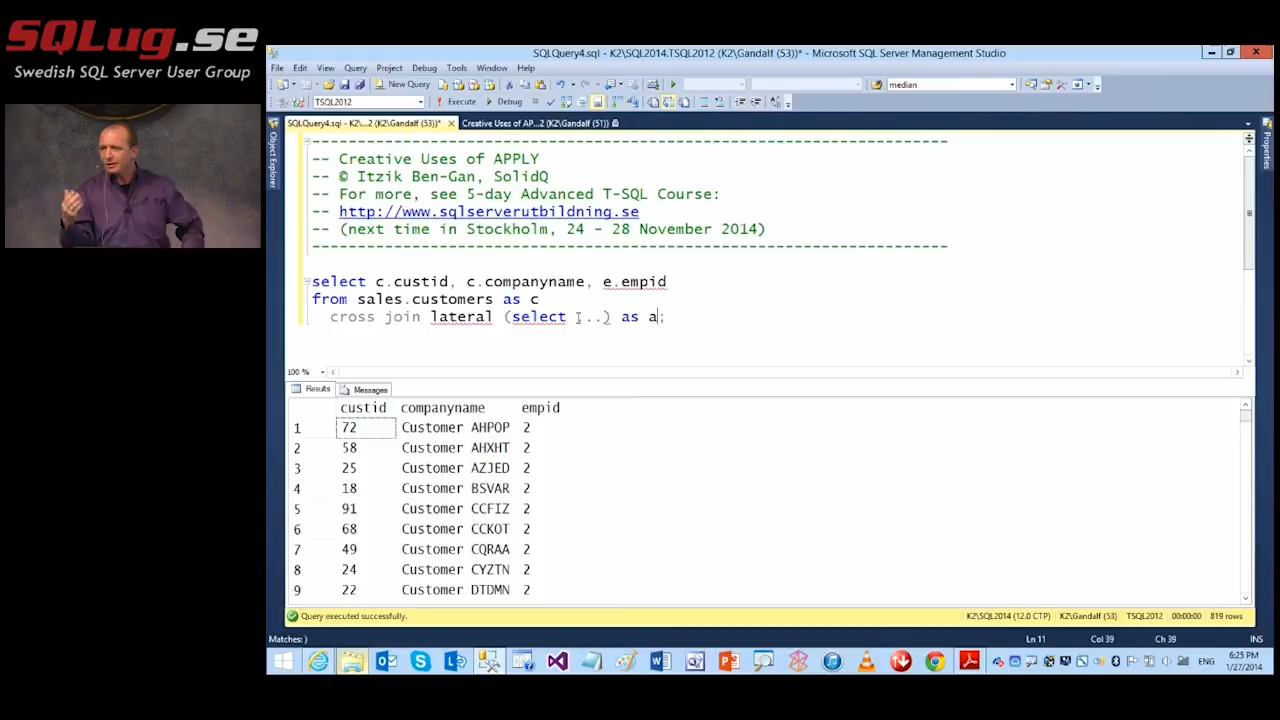 SQLug.se
Swedish SQL Server User Group
SQLQuery4.sql - K2\SQL2014.TSQL2012 (K2\Gandalf (53))* - Microsoft SQL Server Management Studio
File Edit View Query Project Debug Tools Window Help
New Query
median
TSQL2012
Execute
Debug
SQLQuery4.sql - K2\...2 (K2\Gandalf (53))*
Creative Uses of AP...2 (K2\Gandalf (51))
Object Explorer
Properties
-----------------------------------------------------------------------
-- Creative Uses of APPLY
-- © Itzik Ben-Gan, SolidQ
-- For more, see 5-day Advanced T-SQL Course:
-- http://www.sqlserverutbildning.se
-- (next time in Stockholm, 24 - 28 November 2014)
-----------------------------------------------------------------------
select c.custid, c.companyname, e.empid
from sales.customers as c
cross join lateral (select ...) as a;
100 %
Results Messages
custid companyname empid
1 72 Customer AHPOP 2
2 58 Customer AHXHT 2
3 25 Customer AZJED 2
4 18 Customer BSVAR 2
5 91 Customer CCFIZ 2
6 68 Customer CCKOT 2
7 49 Customer CQRAA 2
8 24 Customer CYZTN 2
9 22 Customer DTDMN 2
Query executed successfully.
K2\SQL2014 (12.0 CTP) K2\Gandalf (53) TSQL2012 00:00:00 819 rows
Matches: )
Ln 11 Col 39 Ch 39 INS
ENG
6:25 PM
1/27/2014